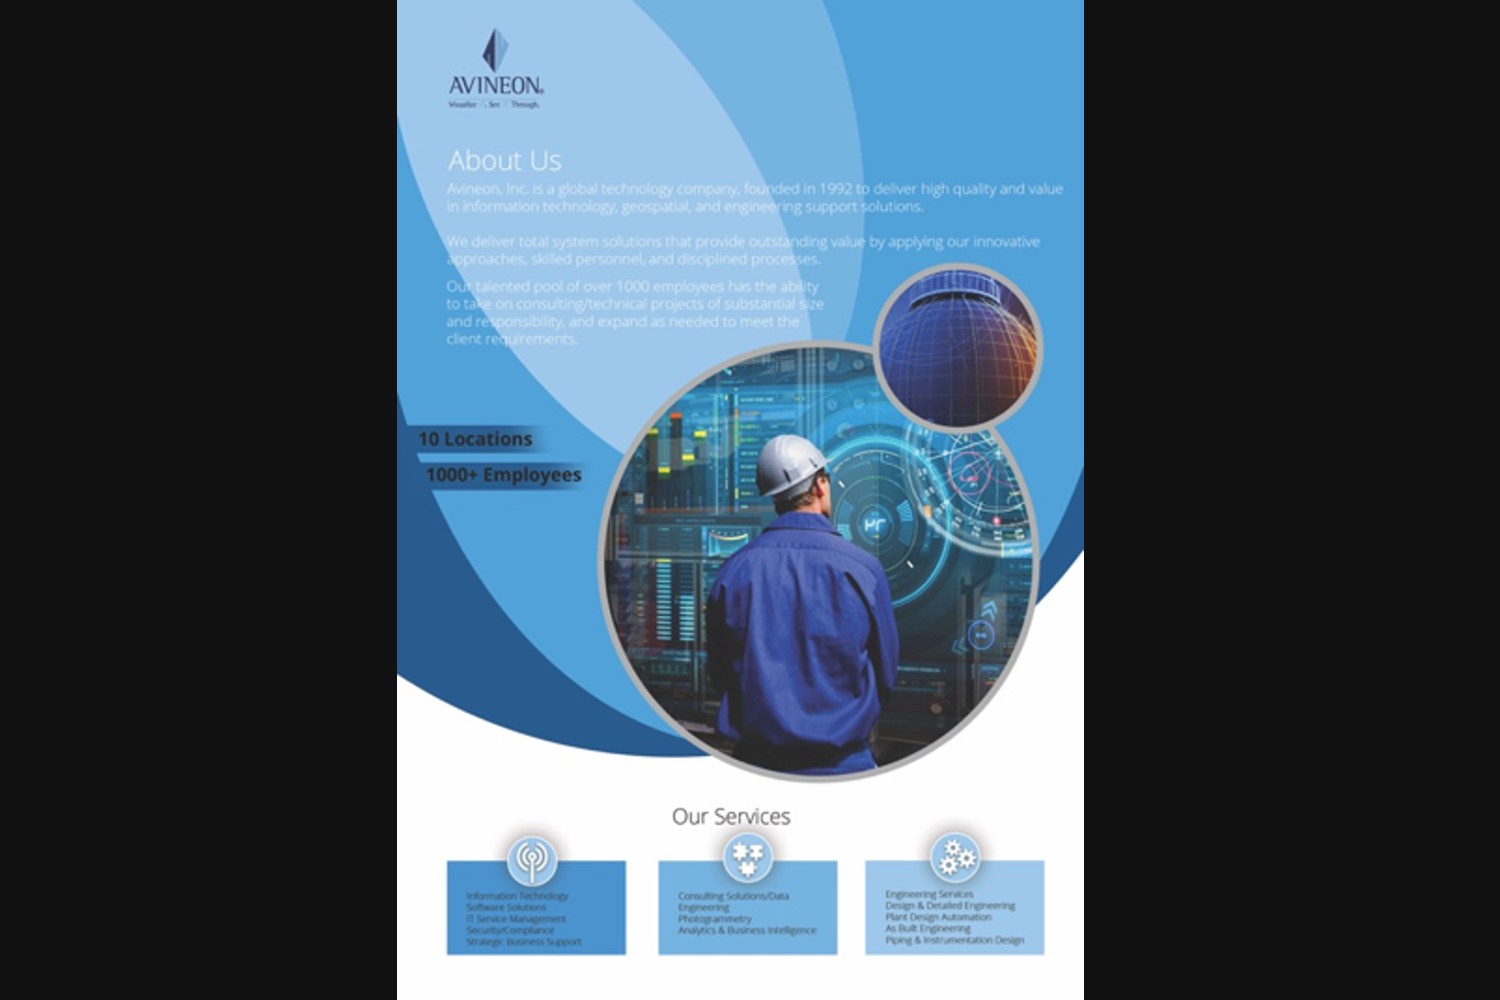 AVINEON®
Visualize . See Through.
About Us
Avineon, Inc. is a global technology company, founded in 1992 to deliver high quality and value
in information technology, geospatial, and engineering support solutions.
We deliver total system solutions that provide outstanding value by applying our innovative
approaches, skilled personnel, and disciplined processes.
Our talented pool of over 1000 employees has the ability
to take on consulting/technical projects of substantial size
and responsibility, and expand as needed to meet the
client requirements.
10 Locations
1000+ Employees
Our Services
Information Technology
Software Solutions
IT Service Management
Security/Compliance
Strategic Business Support
Consulting Solutions/Data
Engineering
Photogrammetry
Analytics & Business Intelligence
Engineering Services
Design & Detailed Engineering
Plant Design Automation
As Built Engineering
Piping & Instrumentation Design